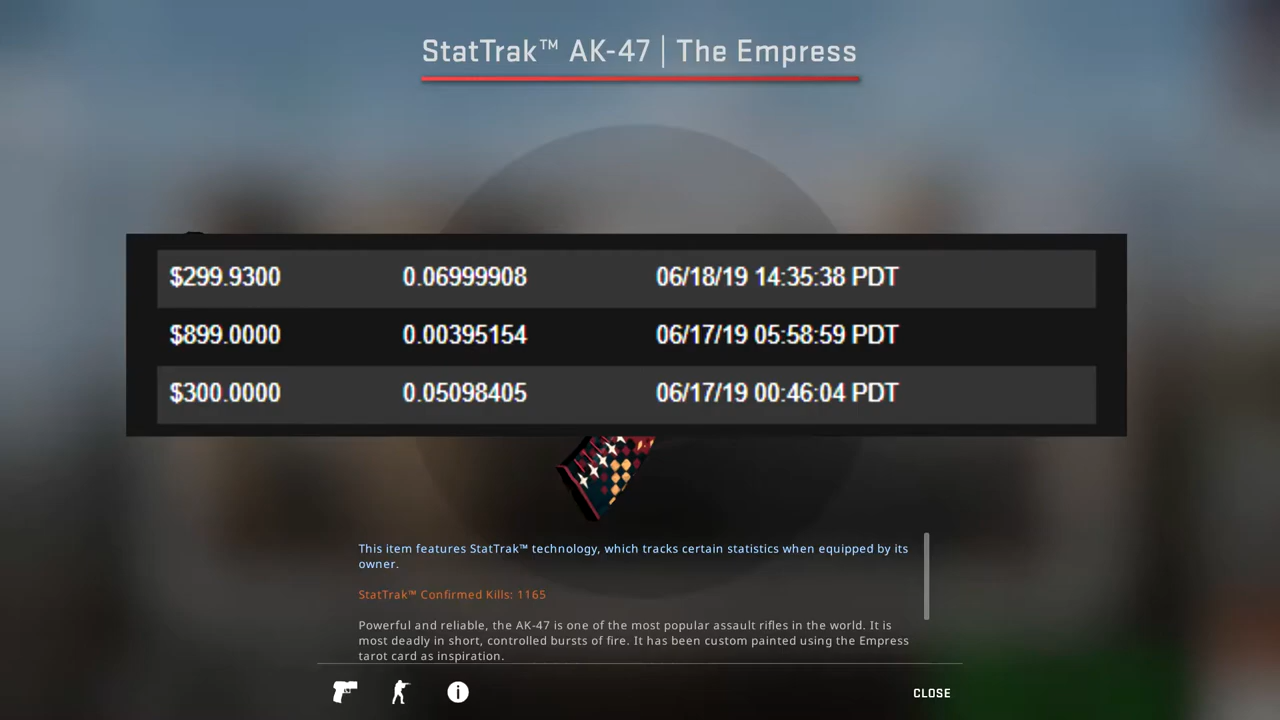 StatTrak™ AK-47 | The Empress
$299.9300 0.06999908 06/18/19 14:35:38 PDT
$899.0000 0.00395154 06/17/19 05:58:59 PDT
$300.0000 0.05098405 06/17/19 00:46:04 PDT
This item features StatTrak™ technology, which tracks certain statistics when equipped by its
owner.
StatTrak™ Confirmed Kills: 1165
Powerful and reliable, the AK-47 is one of the most popular assault rifles in the world. It is
most deadly in short, controlled bursts of fire. It has been custom painted using the Empress
tarot card as inspiration.
CLOSE